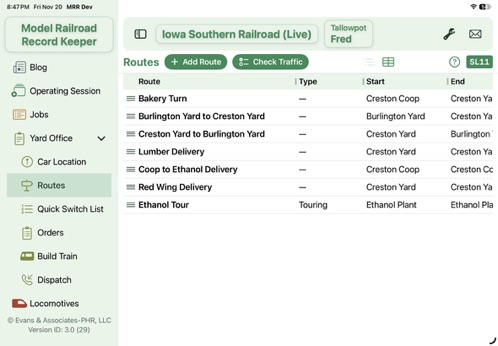 8:47PM Fri Nov 20 MRR Dev
Model Railroad
Record Keeper
Iowa Southern Railroad (Live)
Tallowpot
Fred
Blog
Operating Session
Jobs
Yard Office
Car Location
Routes
Quick Switch List
Orders
Build Train
Dispatch
Locomotives
© Evans & Associates-PHR, LLC
Version ID: 3.0 (29)
Routes + Add Route Check Traffic ? SL11
Route Type Start End
Bakery Turn — Creston Coop Creston Ya
Burlington Yard to Creston Yard — Burlington Yard Creston Ya
Creston Yard to Burlington Yard — Creston Yard Burlington
Lumber Delivery — Creston Yard Creston Ya
Coop to Ethanol Delivery — Creston Coop Creston Co
Red Wing Delivery — Creston Yard Creston Ya
Ethanol Tour Touring Ethanol Plant Ethanol Pla